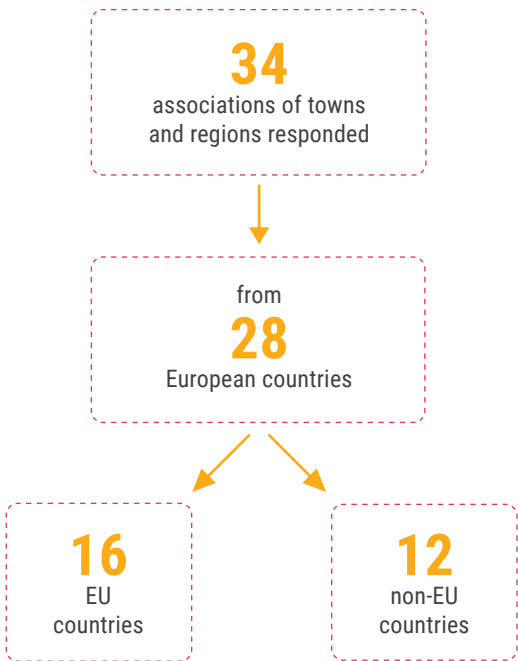 34
associations of towns
and regions responded
from
28
European countries
16
EU
countries
12
non-EU
countries